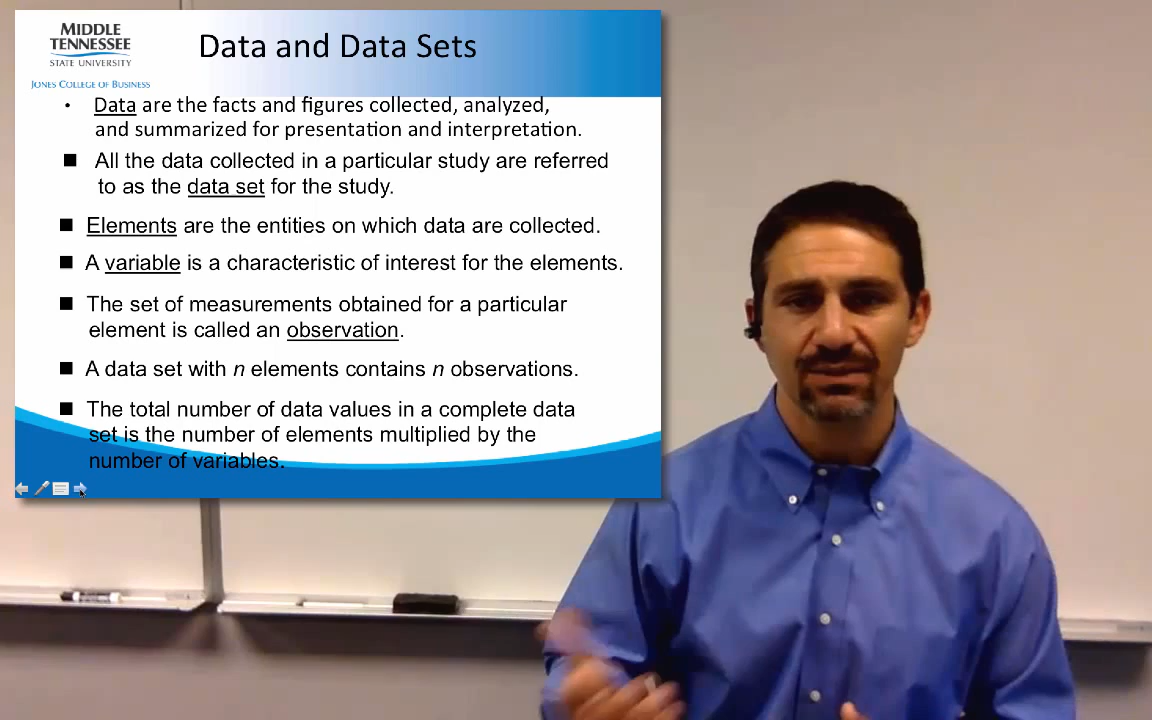 MIDDLE
TENNESSEE
STATE UNIVERSITY
JONES COLLEGE OF BUSINESS
Data and Data Sets
• Data are the facts and figures collected, analyzed,
and summarized for presentation and interpretation.
■ All the data collected in a particular study are referred
to as the data set for the study.
■ Elements are the entities on which data are collected.
■ A variable is a characteristic of interest for the elements.
■ The set of measurements obtained for a particular
element is called an observation.
■ A data set with n elements contains n observations.
■ The total number of data values in a complete data
set is the number of elements multiplied by the
number of variables.